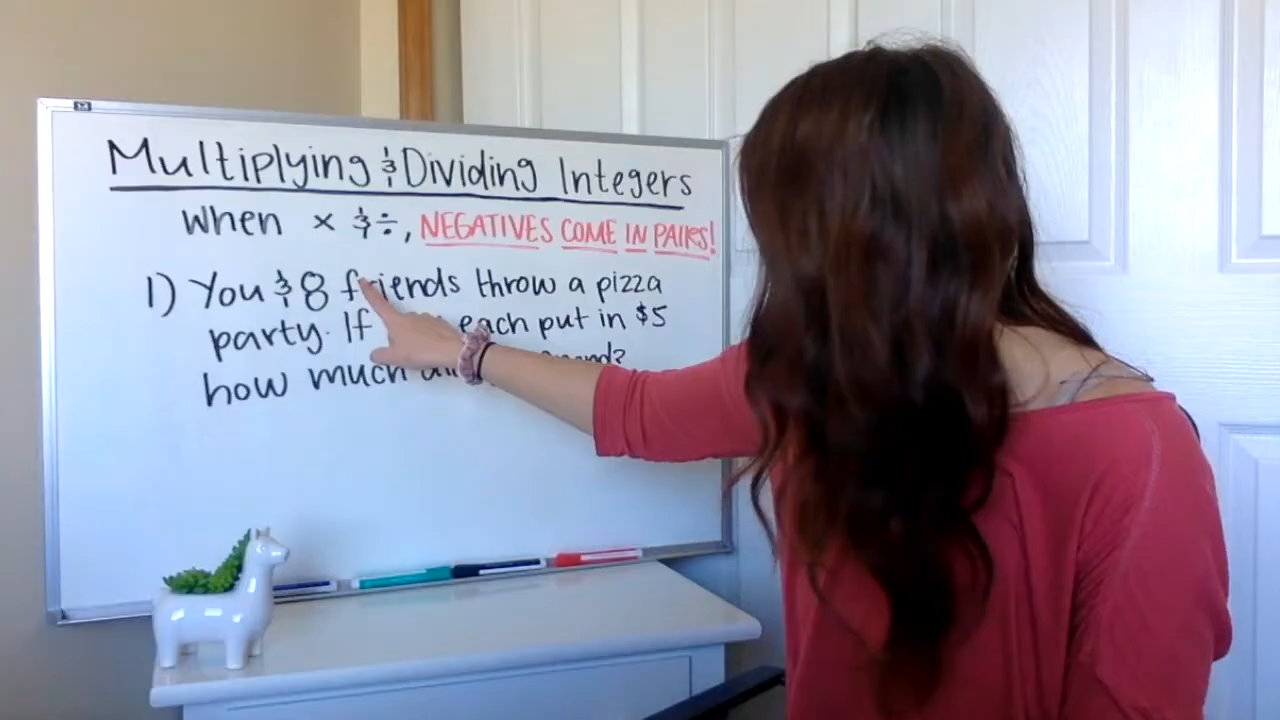 Multiplying & Dividing Integers
When × & ÷, NEGATIVES COME IN PAIRS!
1) You & 8 friends throw a pizza
party. If each put in $5
how much